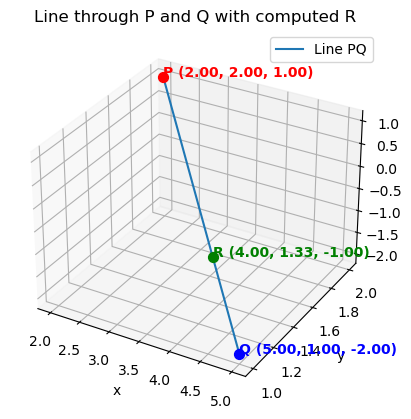 Line through P and Q with computed R
Line PQ
P (2.00, 2.00, 1.00)
R (4.00, 1.33, -1.00)
Q (5.00, 1.00, -2.00)
1.0
0.5
0.0
−0.5
−1.0
−1.5
−2.0
2.0
1.8
1.6
1.4
1.2
1.0
y
2.0
2.5
3.0
3.5
4.0
4.5
5.0
x